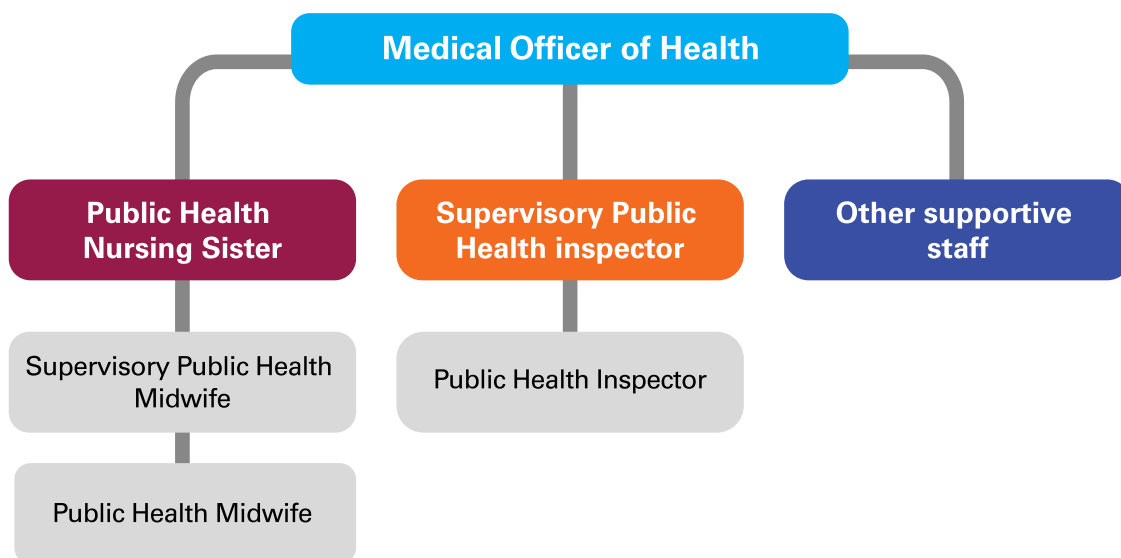 Medical Officer of Health
Public Health
Nursing Sister
Supervisory Public
Health inspector
Other supportive
staff
Supervisory Public Health
Midwife
Public Health Inspector
Public Health Midwife